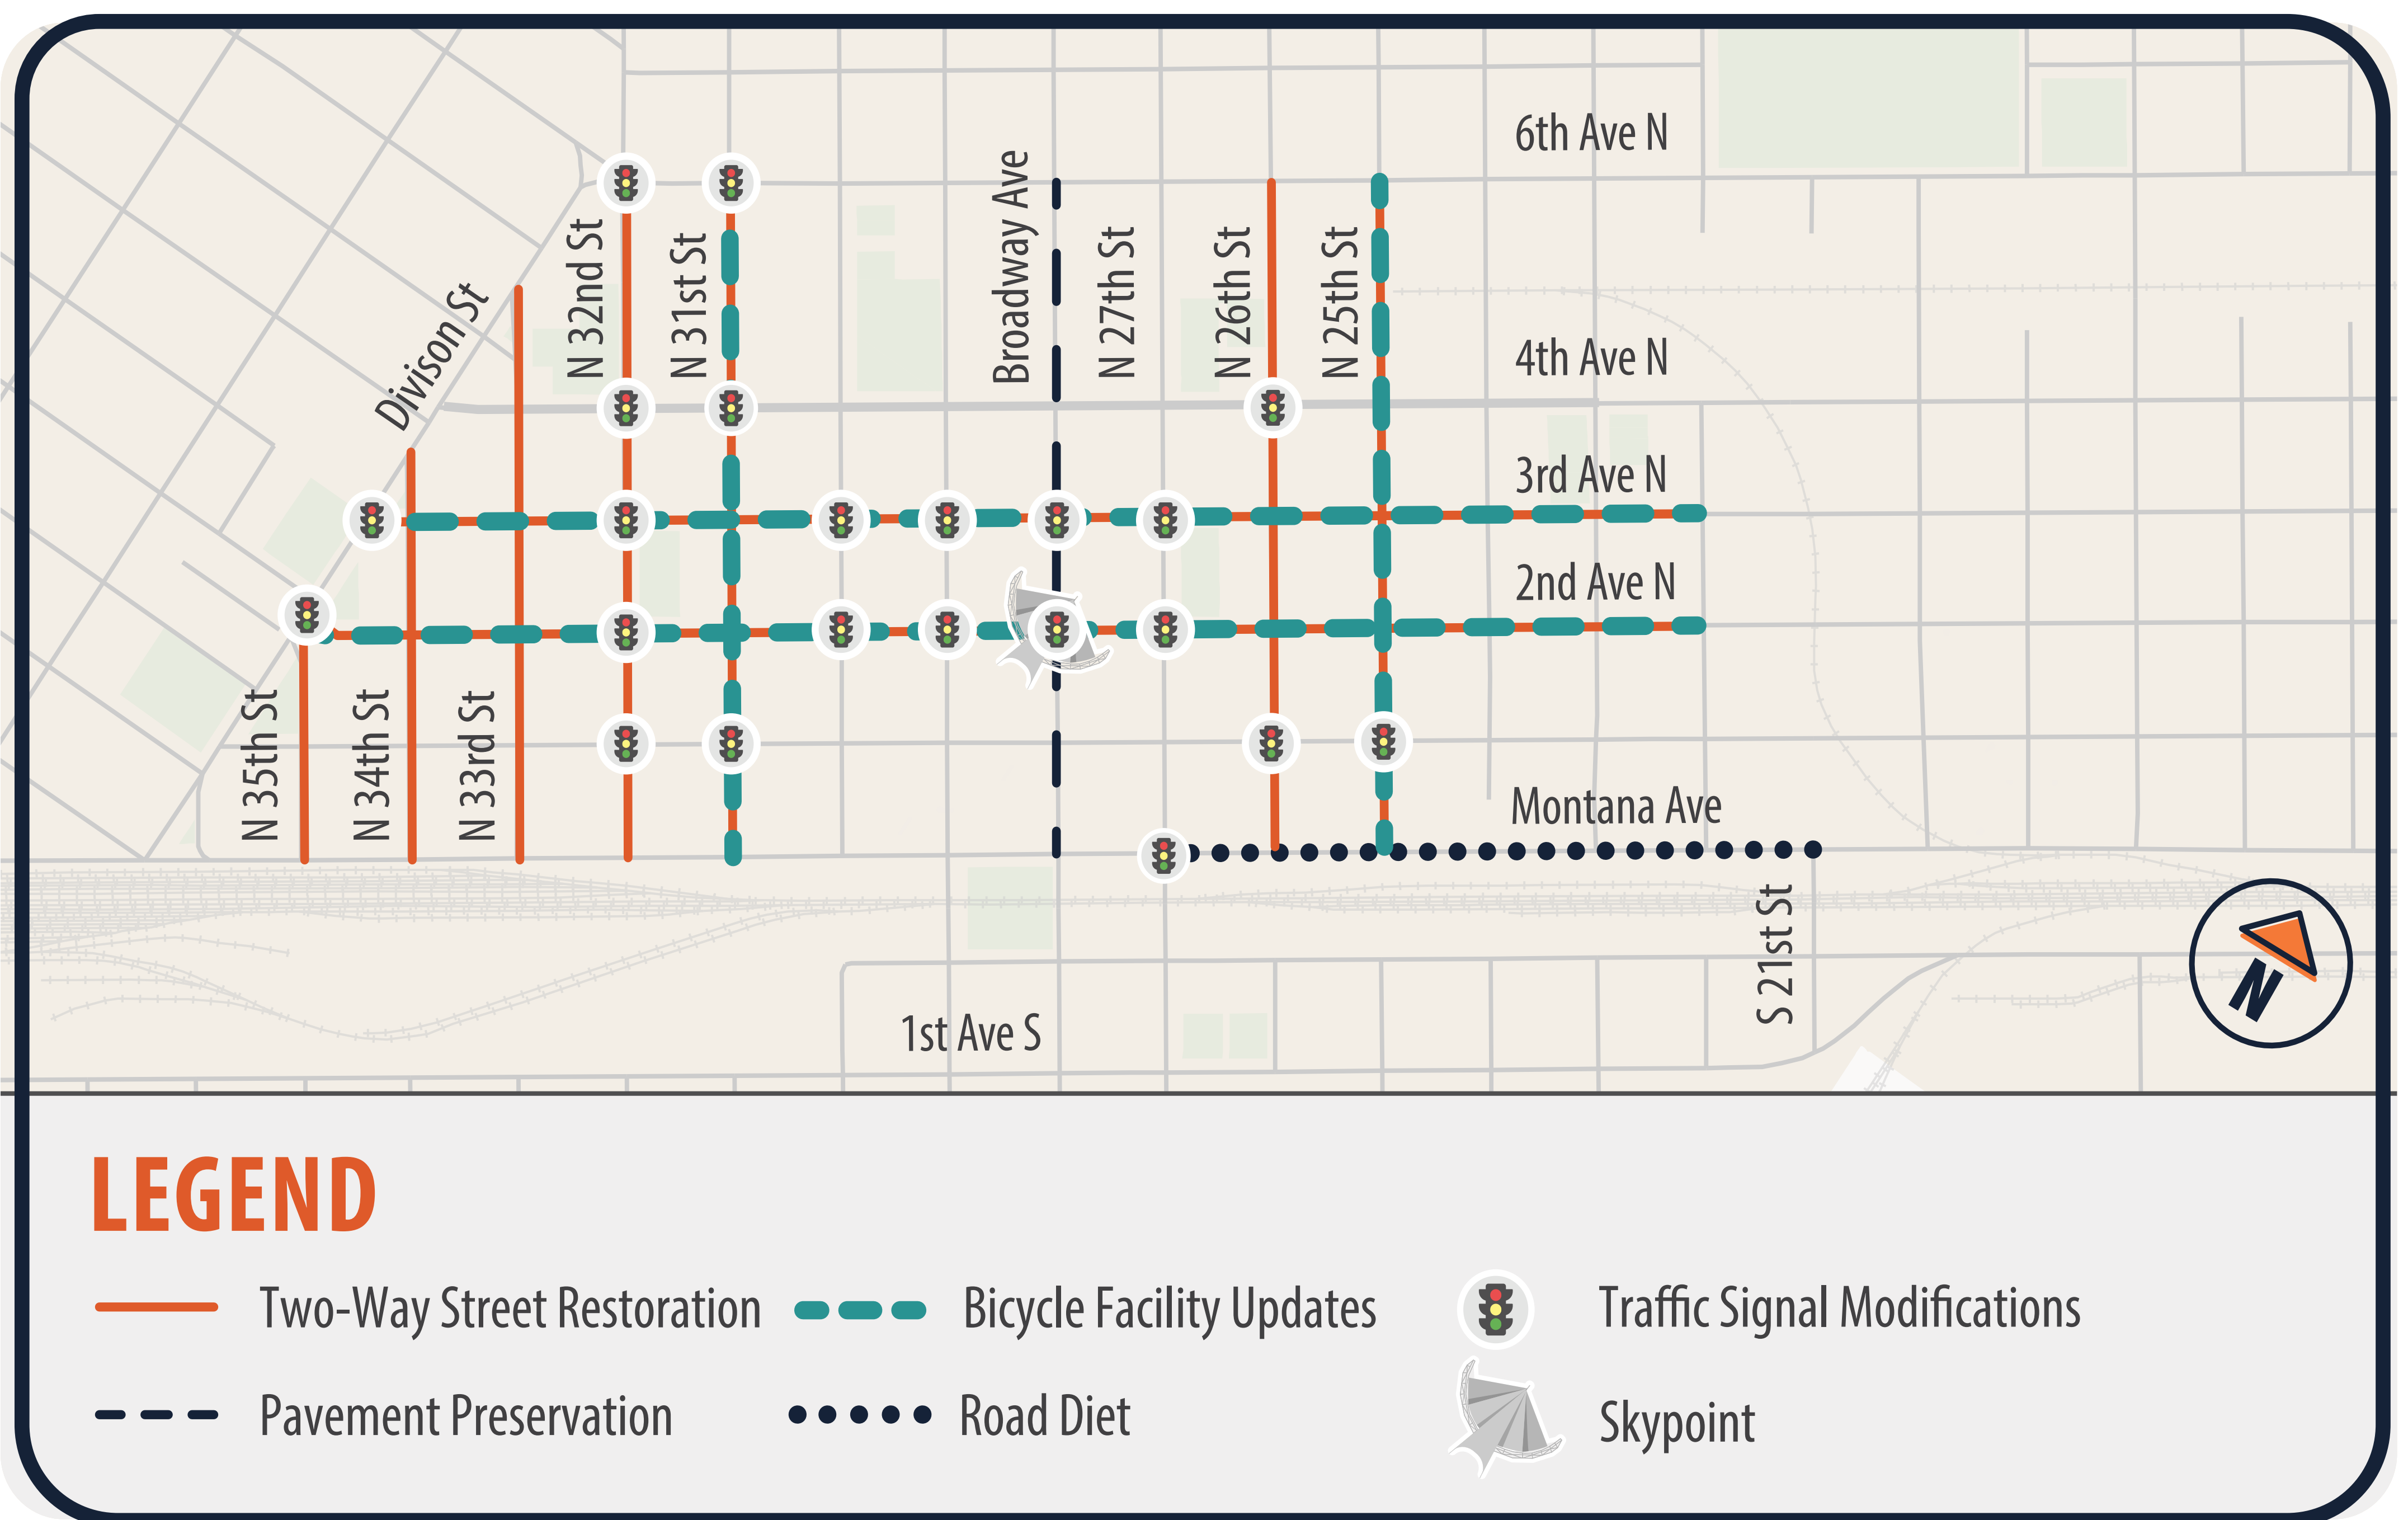 6th Ave N
Broadway Ave
N 32nd St
N 31st St
N 27th St
N 26th St
N 25th St
Divison St
4th Ave N
3rd Ave N
2nd Ave N
N 35th St
N 34th St
N 33rd St
Montana Ave
S 21st St
N
1st Ave S
LEGEND
Two-Way Street Restoration
Bicycle Facility Updates
Traffic Signal Modifications
Pavement Preservation
Road Diet
Skypoint